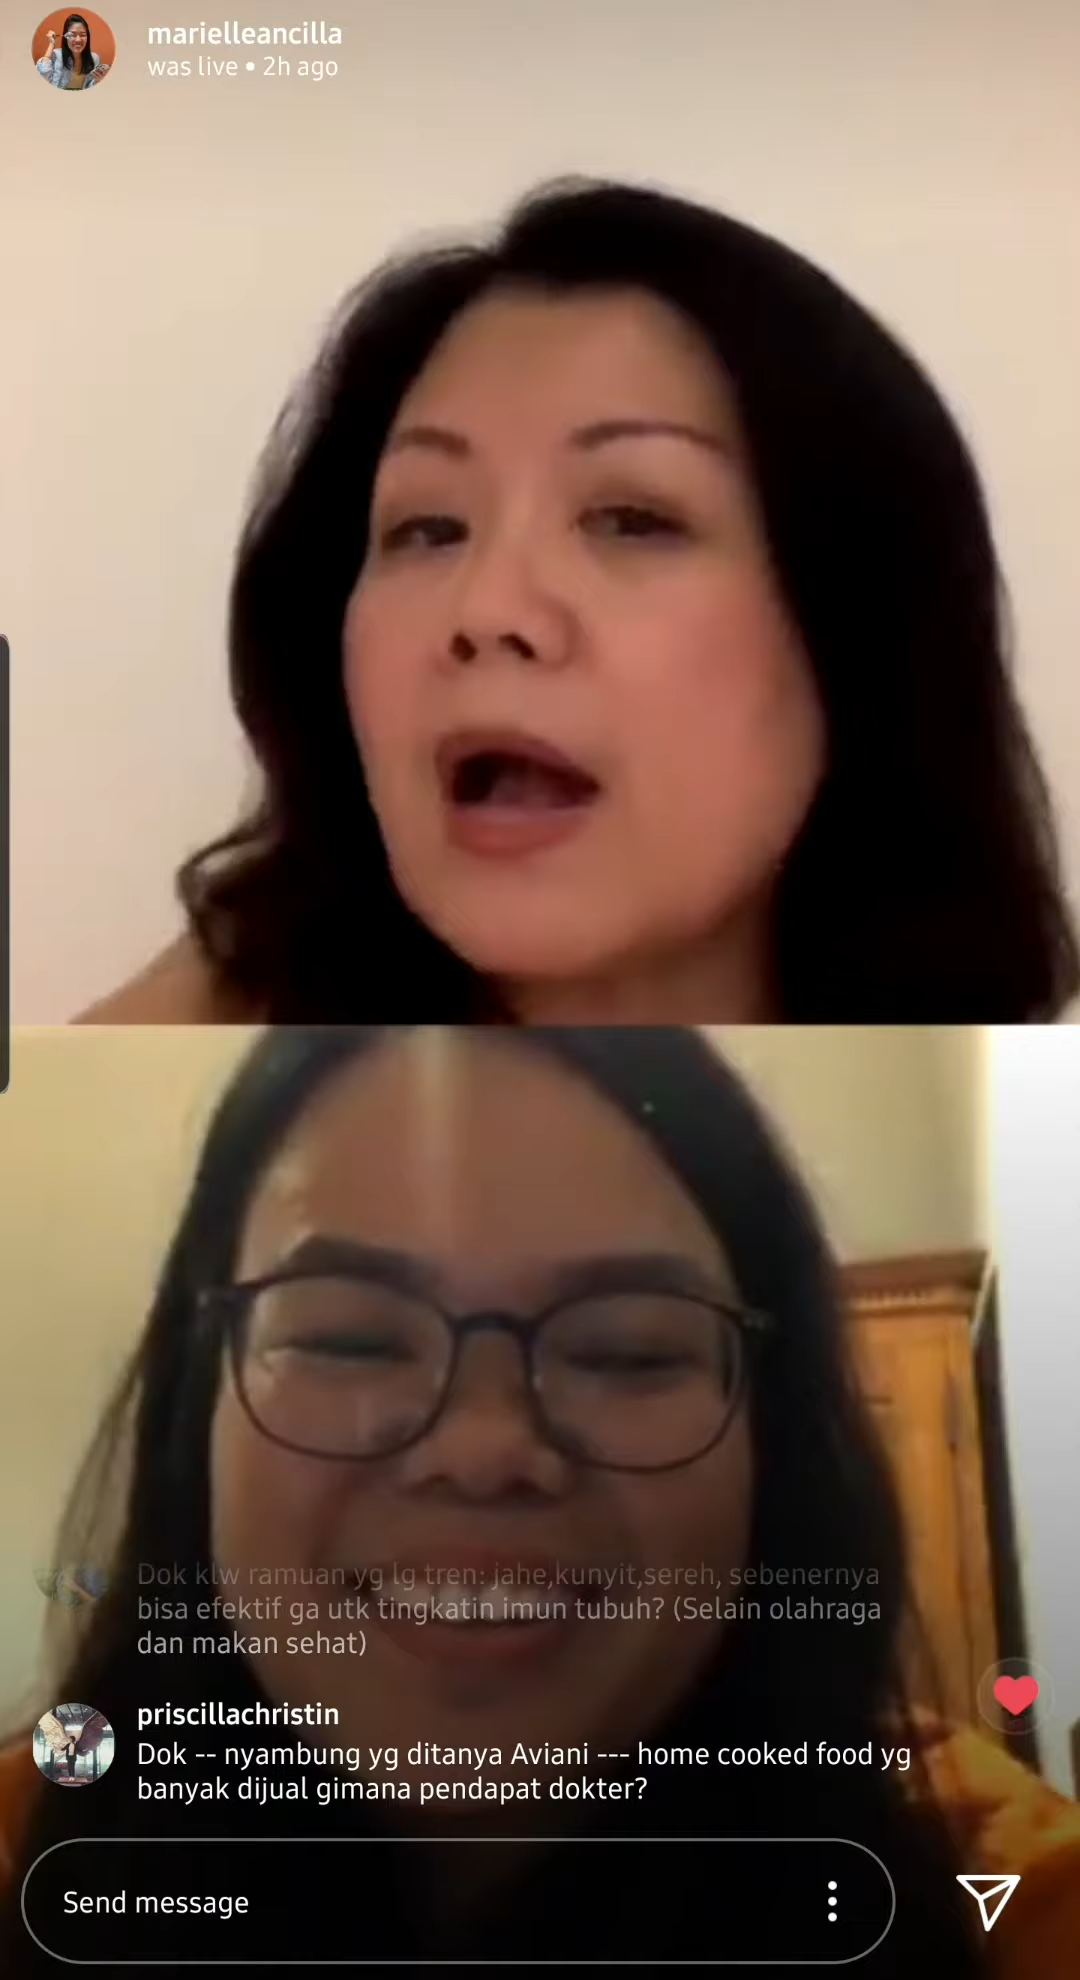 marielleancilla
was live • 2h ago
Dok klw ramuan yg lg tren: jahe,kunyit,sereh, sebenernya
bisa efektif ga utk tingkatin imun tubuh? (Selain olahraga
dan makan sehat)
priscillachristin
Dok -- nyambung yg ditanya Aviani --- home cooked food yg
banyak dijual gimana pendapat dokter?
Send message